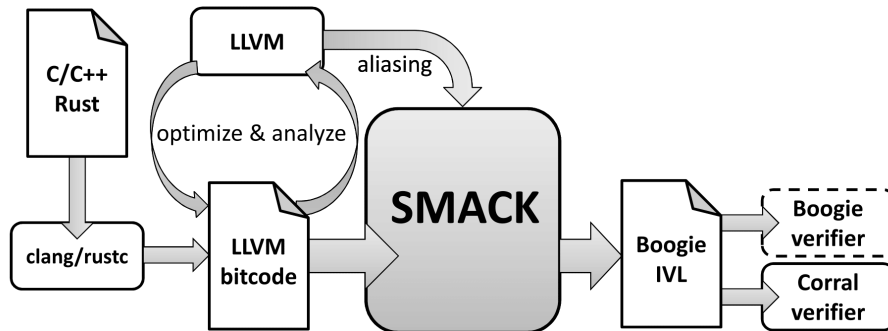 C/C++
Rust
LLVM
aliasing
optimize & analyze
SMACK
clang/rustc
LLVM
bitcode
Boogie
IVL
Boogie
verifier
Corral
verifier